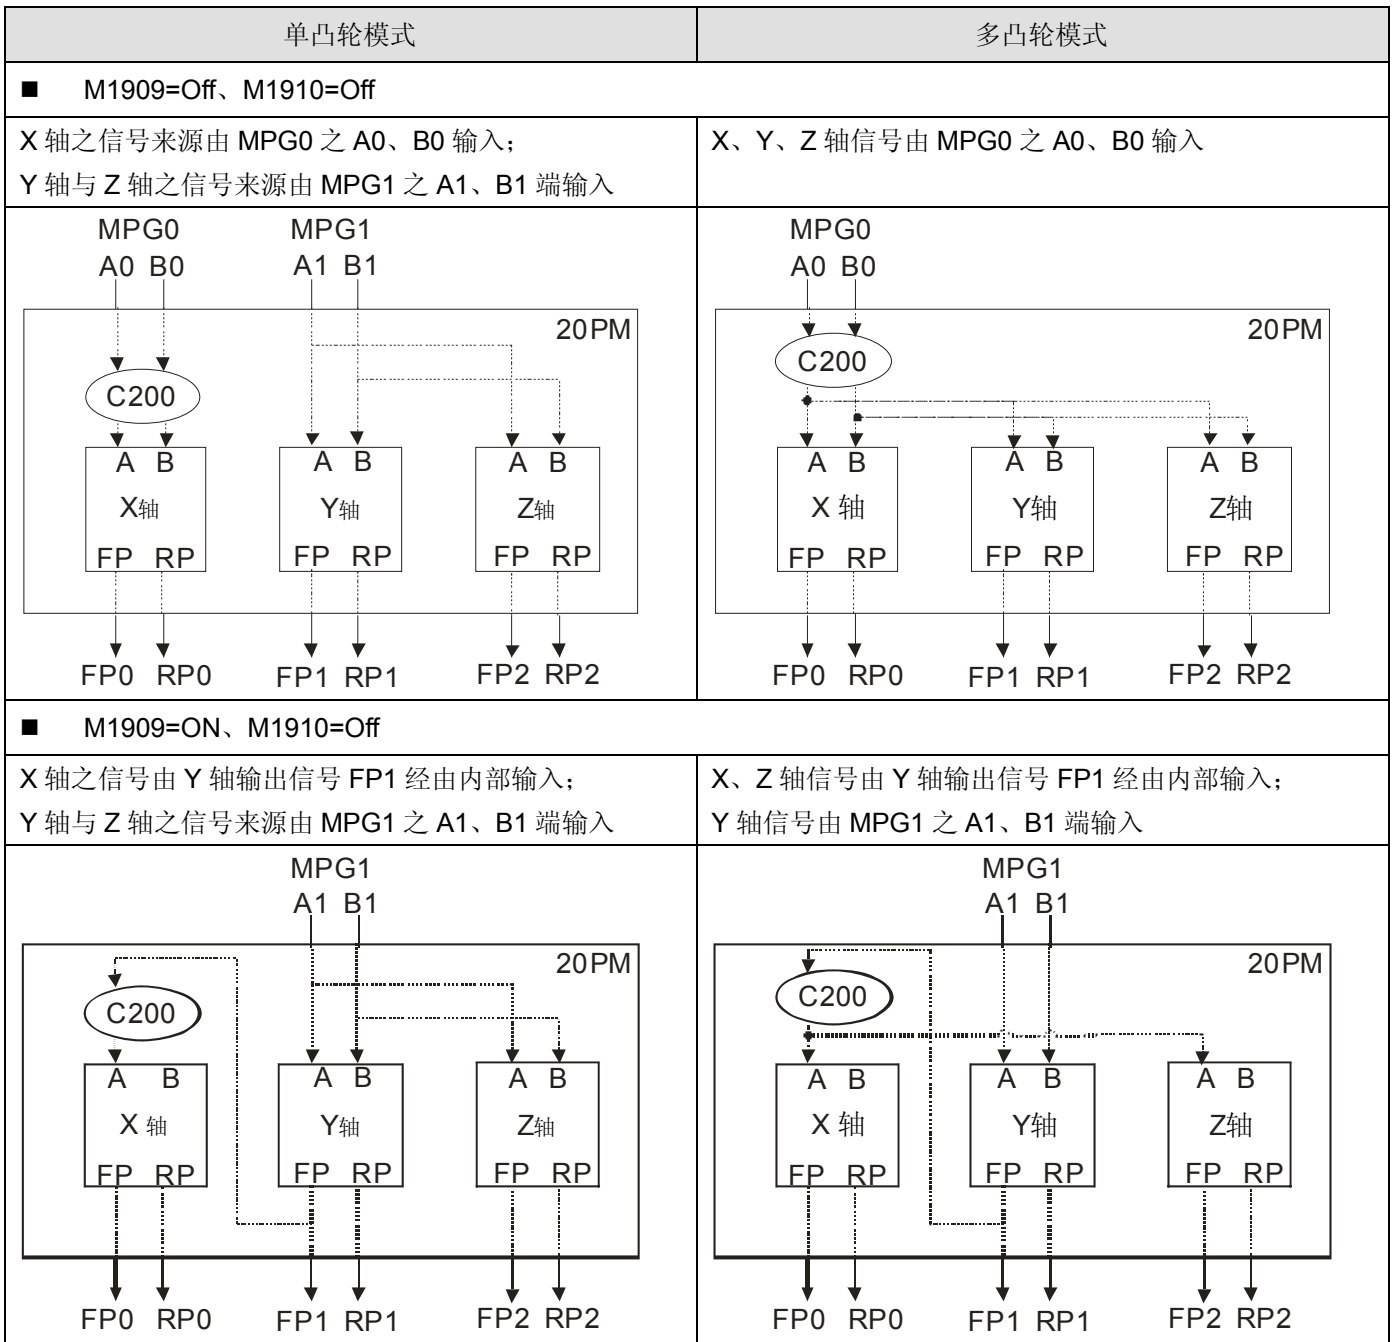 单凸轮模式 多凸轮模式
■ M1909=Off、M1910=Off
X 轴之信号来源由 MPG0 之 A0、B0 输入；
Y 轴与 Z 轴之信号来源由 MPG1 之 A1、B1 端输入
X、Y、Z 轴信号由 MPG0 之 A0、B0 输入
MPG0 MPG1
A0 B0 A1 B1
20PM
C200
A B A B A B
X轴 Y轴 Z轴
FP RP FP RP FP RP
FP0 RP0 FP1 RP1 FP2 RP2
MPG0
A0 B0
20PM
C200
A B A B A B
X 轴 Y轴 Z轴
FP RP FP RP FP RP
FP0 RP0 FP1 RP1 FP2 RP2
■ M1909=ON、M1910=Off
X 轴之信号由 Y 轴输出信号 FP1 经由内部输入；
Y 轴与 Z 轴之信号来源由 MPG1 之 A1、B1 端输入
X、Z 轴信号由 Y 轴输出信号 FP1 经由内部输入；
Y 轴信号由 MPG1 之 A1、B1 端输入
MPG1
A1 B1
20PM
C200
A B A B A B
X 轴 Y轴 Z轴
FP RP FP RP FP RP
FP0 RP0 FP1 RP1 FP2 RP2
MPG1
A1 B1
20PM
C200
A B A B A B
X 轴 Y轴 Z轴
FP RP FP RP FP RP
FP0 RP0 FP1 RP1 FP2 RP2